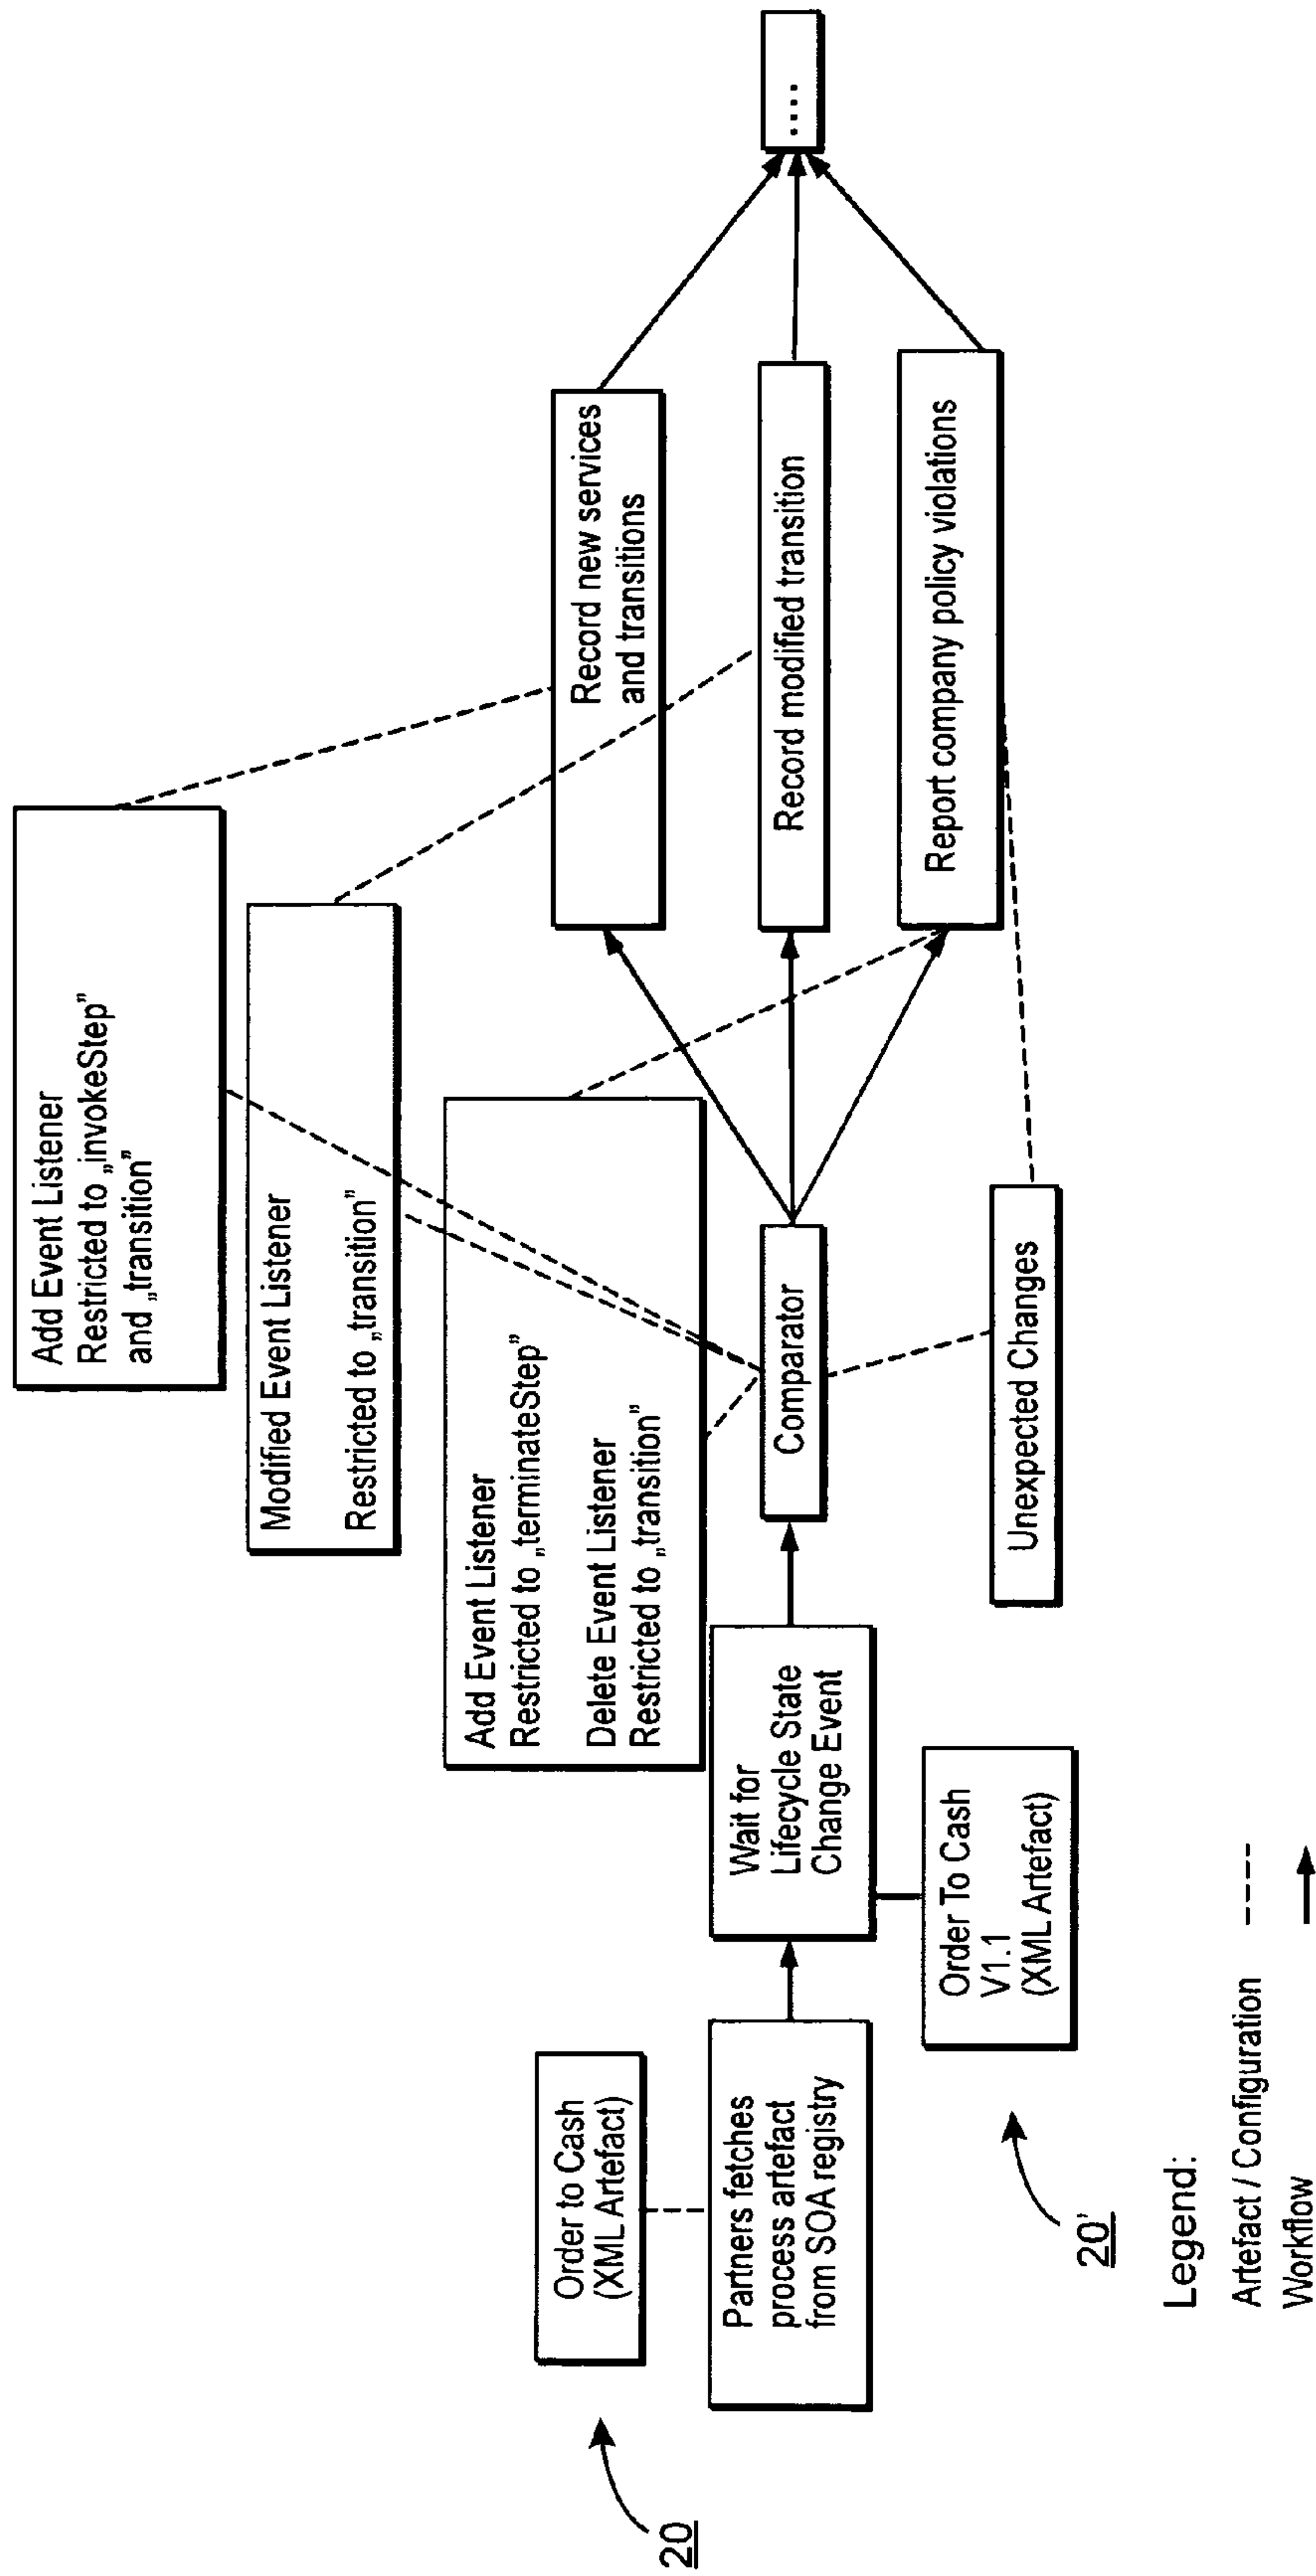 Add Event Listener
Restricted to „invokeStep”
and „transition”
Modified Event Listener
Restricted to „transition”
Add Event Listener
Restricted to „terminateStep”
Delete Event Listener
Restricted to „transition”
Order to Cash
(XML Artefact)
20
Partners fetches
process artefact
from SOA registry
Wait for
Lifecycle State
Change Event
Comparator
Record new services
and transitions
Record modified transition
Report company policy violations
....
Order To Cash
V1.1
(XML Artefact)
20'
Unexpected Changes
Legend:
Artefact / Configuration
Workflow